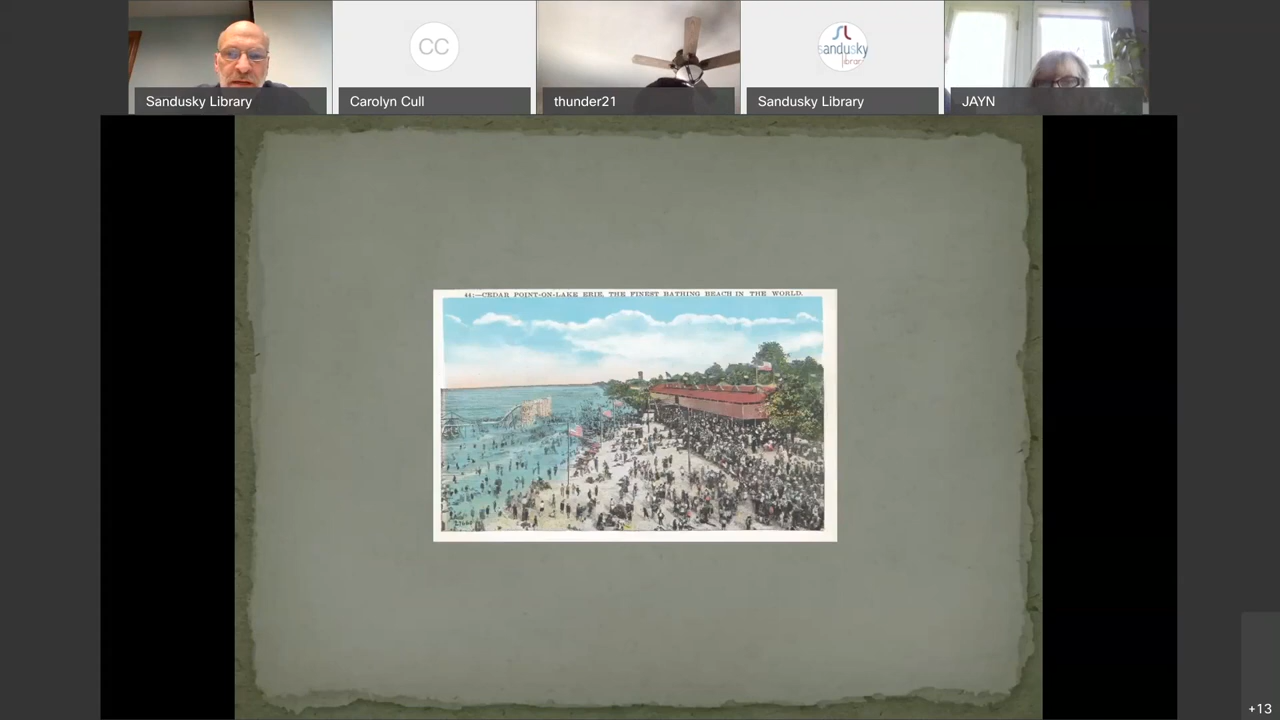 Sandusky Library
CC
Carolyn Cull
thunder21
sandusky
library
Sandusky Library
JAYN
44:—CEDAR POINT-ON-LAKE ERIE, THE FINEST BATHING BEACH IN THE WORLD.
+13